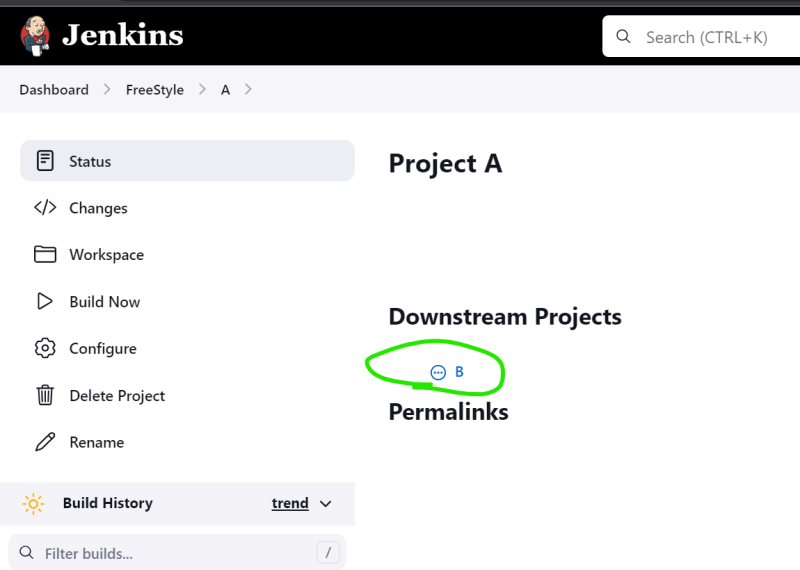 Jenkins
Search (CTRL+K)
Dashboard FreeStyle A
Status
Changes
Workspace
Build Now
Configure
Delete Project
Rename
Build History trend
Filter builds... /
Project A
Downstream Projects
B
Permalinks